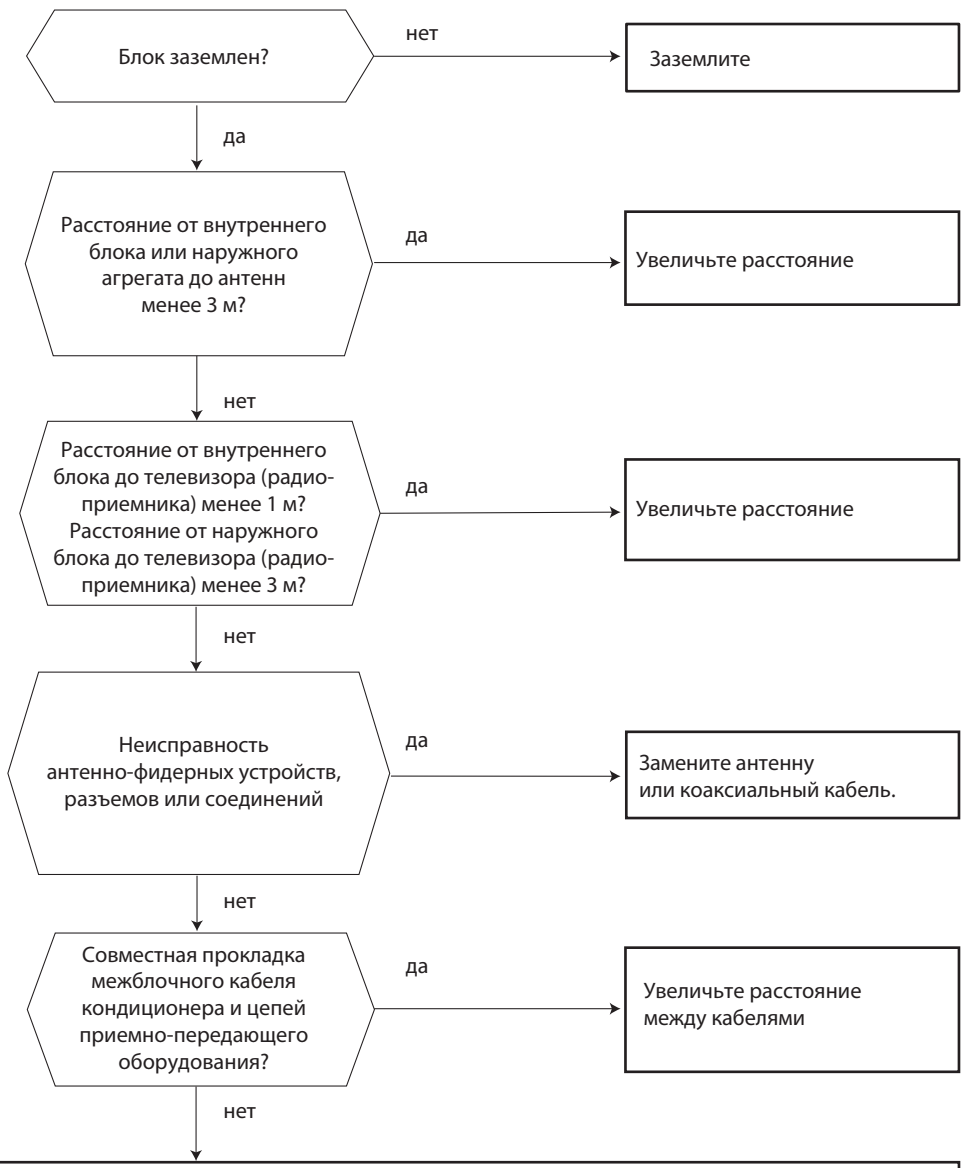 Блок заземлен?
нет
Заземлите
да
Расстояние от внутреннего
блока или наружного
агрегата до антенн
менее 3 м?
да
Увеличьте расстояние
нет
Расстояние от внутреннего
блока до телевизора (радио-
приемника) менее 1 м?
Расстояние от наружного
блока до телевизора (радио-
приемника) менее 3 м?
да
Увеличьте расстояние
нет
Неисправность
антенно-фидерных устройств,
разъемов или соединений
да
Замените антенну
или коаксиальный кабель.
нет
Совместная прокладка
межблочного кабеля
кондиционера и цепей
приемно-передающего
оборудования?
да
Увеличьте расстояние
между кабелями
нет